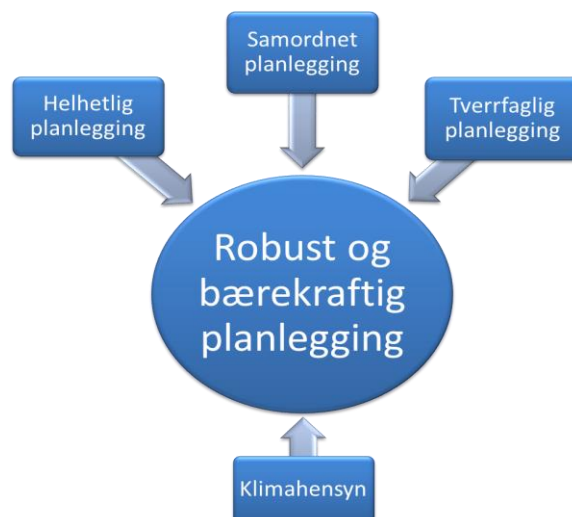 Samordnet
planlegging
Helhetlig
planlegging
Tverrfaglig
planlegging
Robust og
bærekraftig
planlegging
Klimahensyn